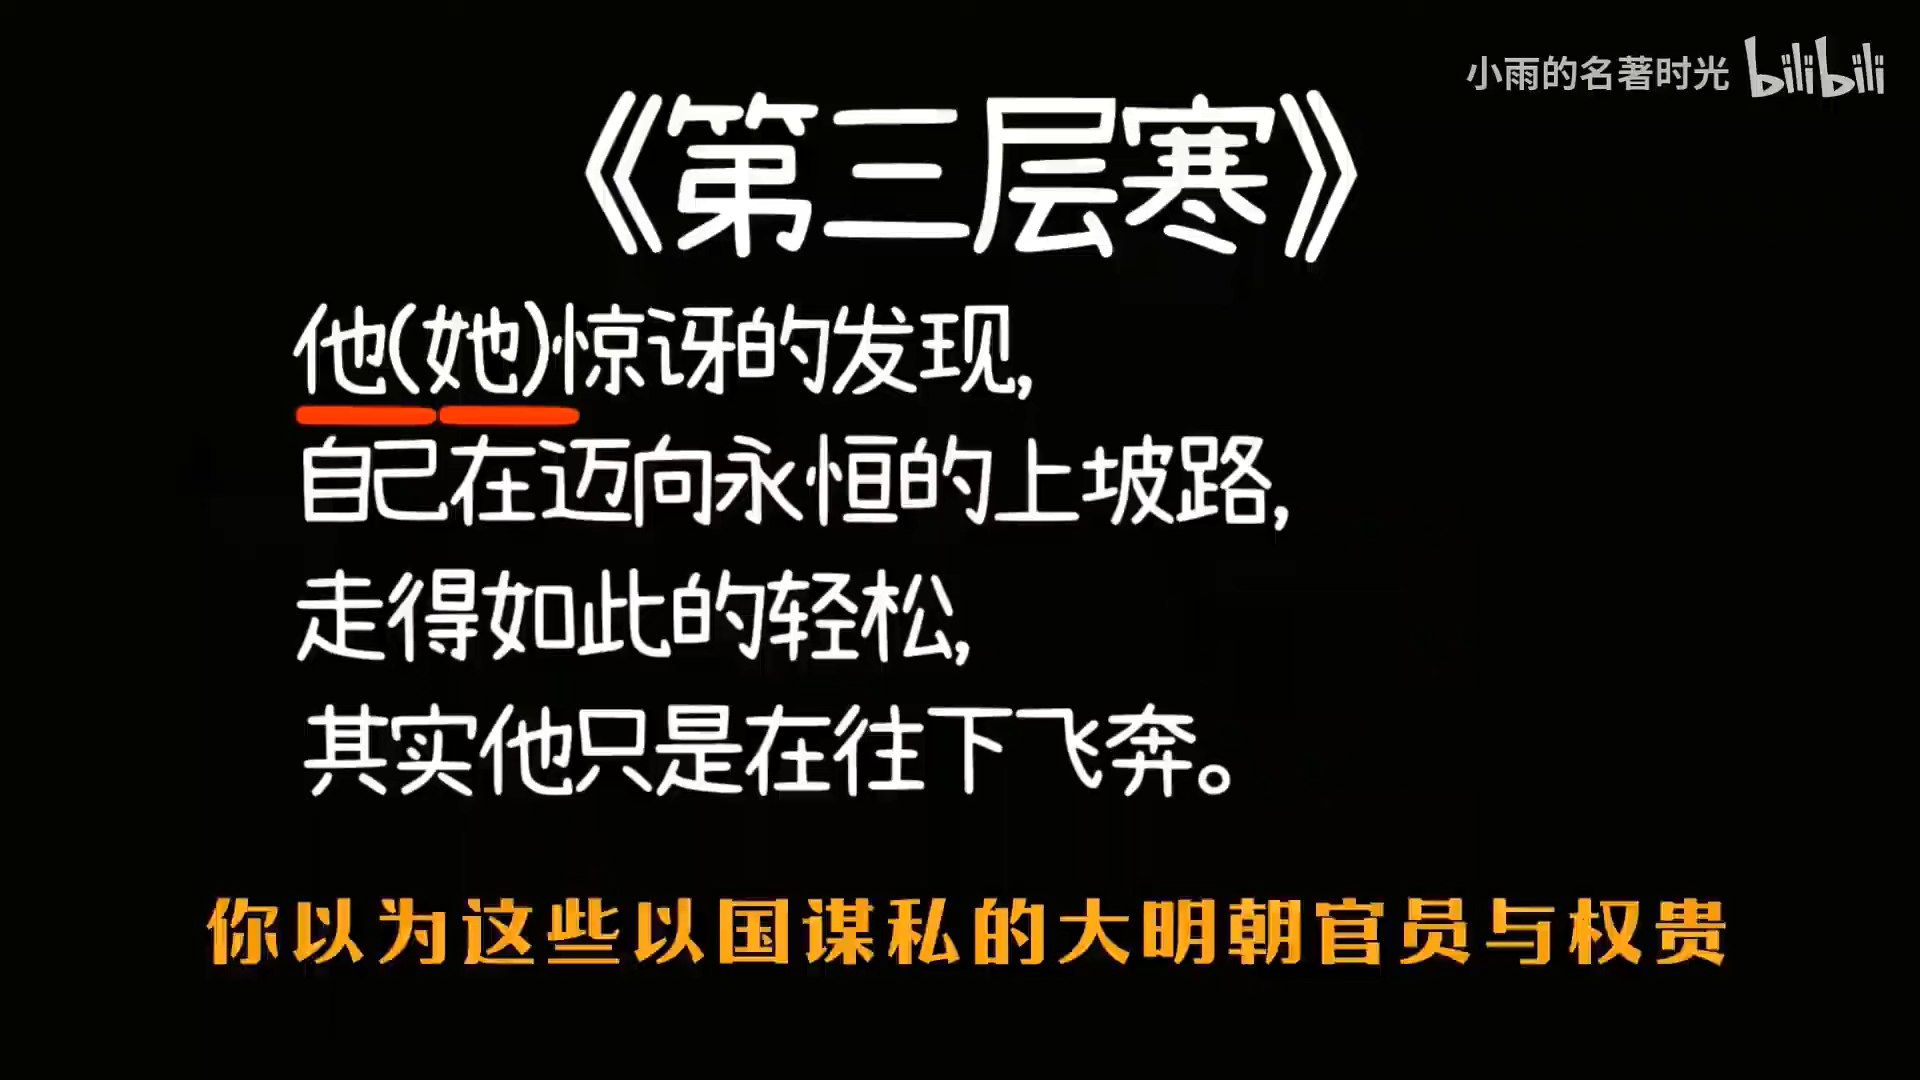 小雨的名著时光 bilibili
《第三层寒》
他(她)惊讶的发现,
自己在迈向永恒的上坡路,
走得如此的轻松,
其实他只是在往下飞奔。
你以为这些以国谋私的大明朝官员与权贵